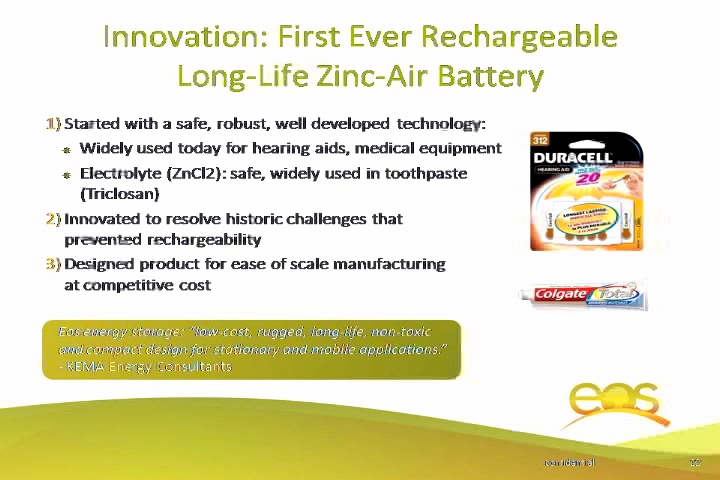 Innovation: First Ever Rechargeable
Long-Life Zinc-Air Battery
1) Started with a safe, robust, well developed technology:
Widely used today for hearing aids, medical equipment
Electrolyte (ZnCl2): safe, widely used in toothpaste
(Triclosan)
2) Innovated to resolve historic challenges that
prevented rechargeability
3) Designed product for ease of scale manufacturing
at competitive cost
Eos energy storage: "low-cost, rugged, long-life, non-toxic
and compact design for stationary and mobile applications."
- KEMA Energy Consultants
312
DURACELL
HEARING AID
20
LONGEST LASTING
Colgate Total
eos
confidential